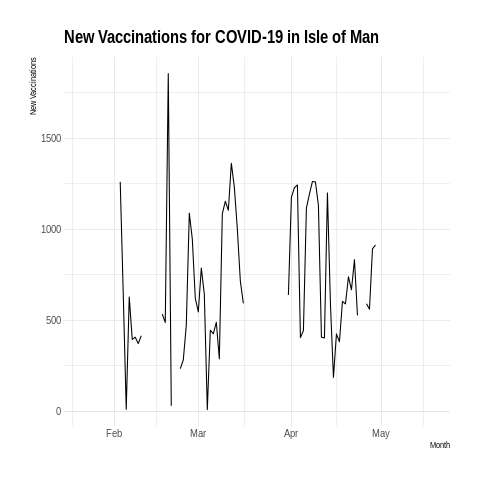 New Vaccinations for COVID-19 in Isle of Man
New Vaccinations
1500
1000
500
0
Feb Mar Apr May
Month